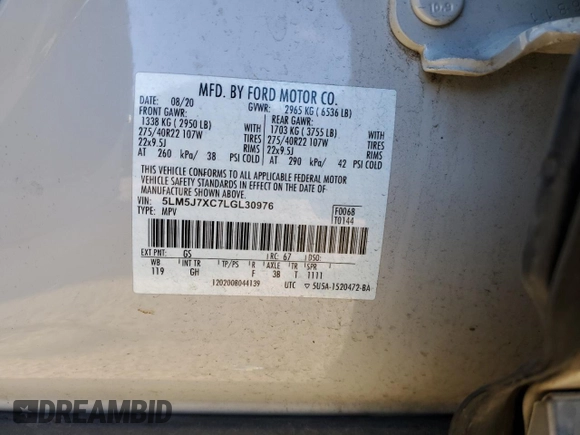 -10.9
MFD. BY FORD MOTOR CO.
DATE: 08/20 GVWR: 2965 KG ( 6536 LB)
FRONT GAWR: REAR GAWR:
1338 KG ( 2950 LB) WITH 1703 KG ( 3755 LB) WITH
275/40R22 107W TIRES 275/40R22 107W TIRES
22x9.5J RIMS 22x9.5J RIMS
AT 260 kPa/ 38 PSI COLD AT 290 kPa/ 42 PSI COLD
THIS VEHICLE CONFORMS TO ALL APPLICABLE FEDERAL MOTOR
VEHICLE SAFETY STANDARDS IN EFFECT ON THE DATE OF
MANUFACTURE SHOWN ABOVE.
VIN: 5LM5J7XC7LGL30976 F0068
TYPE: MPV T0144
EXT PNT: GS RC: 67 DSO:
WB INT TR TP/PS R AXLE TR SPR
119 GH F 38 T 1111
1202008044139 UTC 5U5A-1520472-BA
DREAMBID